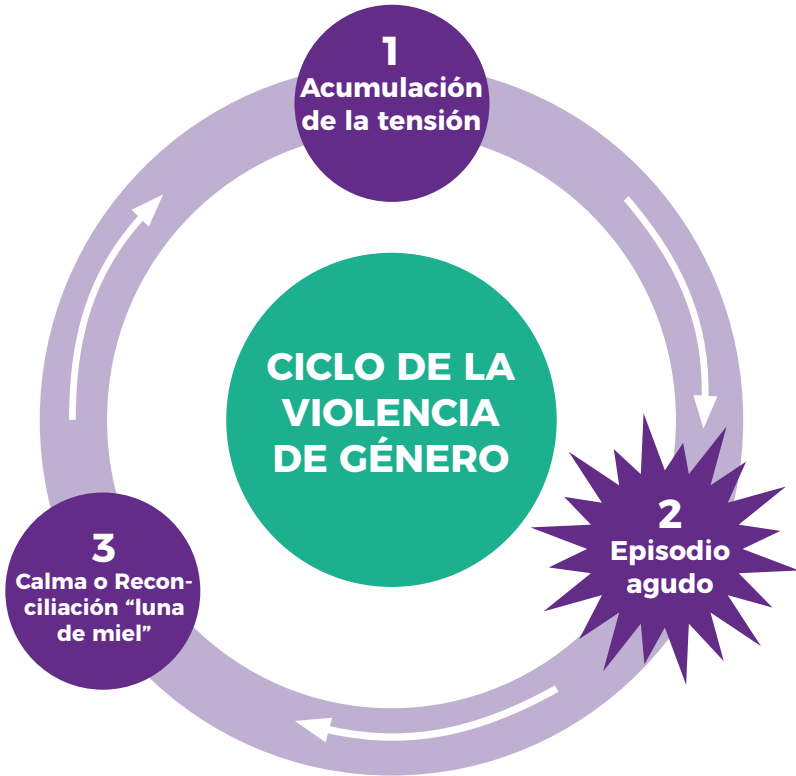 1
Acumulación
de la tensión
CICLO DE LA
VIOLENCIA
DE GÉNERO
2
Episodio
agudo
3
Calma o Recon-
ciliación “luna
de miel”